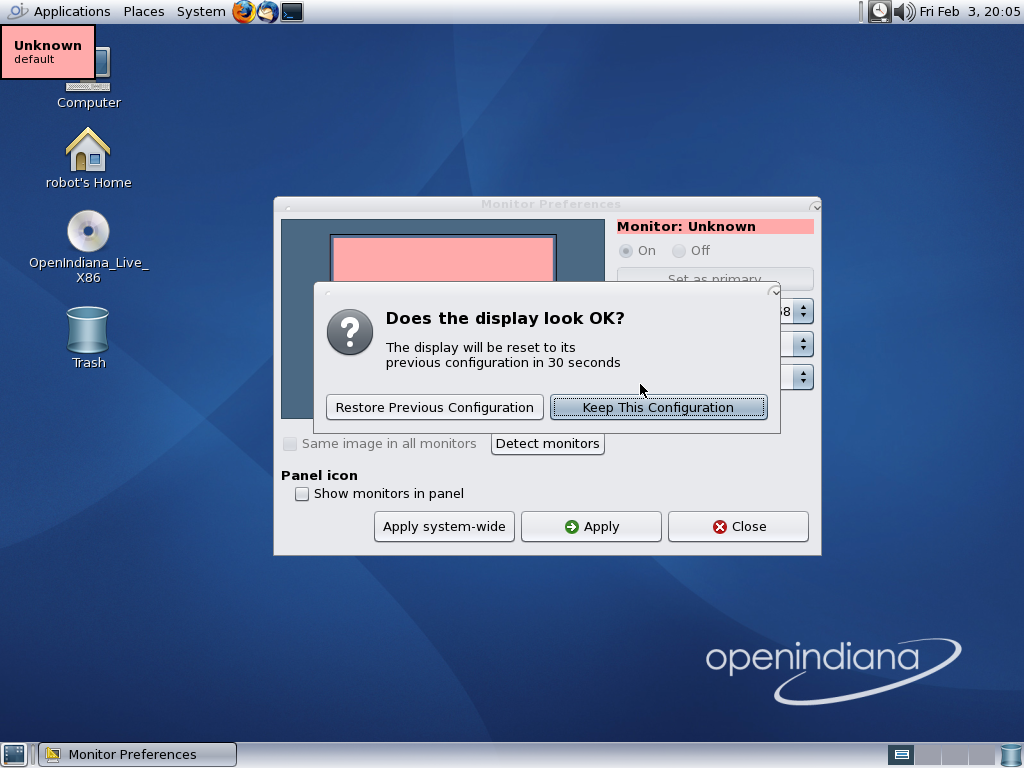 Applications Places System
Fri Feb 3, 20:05
Unknown
default
Computer
robot's Home
OpenIndiana_Live_
X86
Trash
Monitor Preferences
Monitor: Unknown
On Off
Set as primary
68
Does the display look OK?
The display will be reset to its
previous configuration in 30 seconds
Restore Previous Configuration
Keep This Configuration
Same image in all monitors
Detect monitors
Panel icon
Show monitors in panel
Apply system-wide
Apply
Close
openindiana
Monitor Preferences